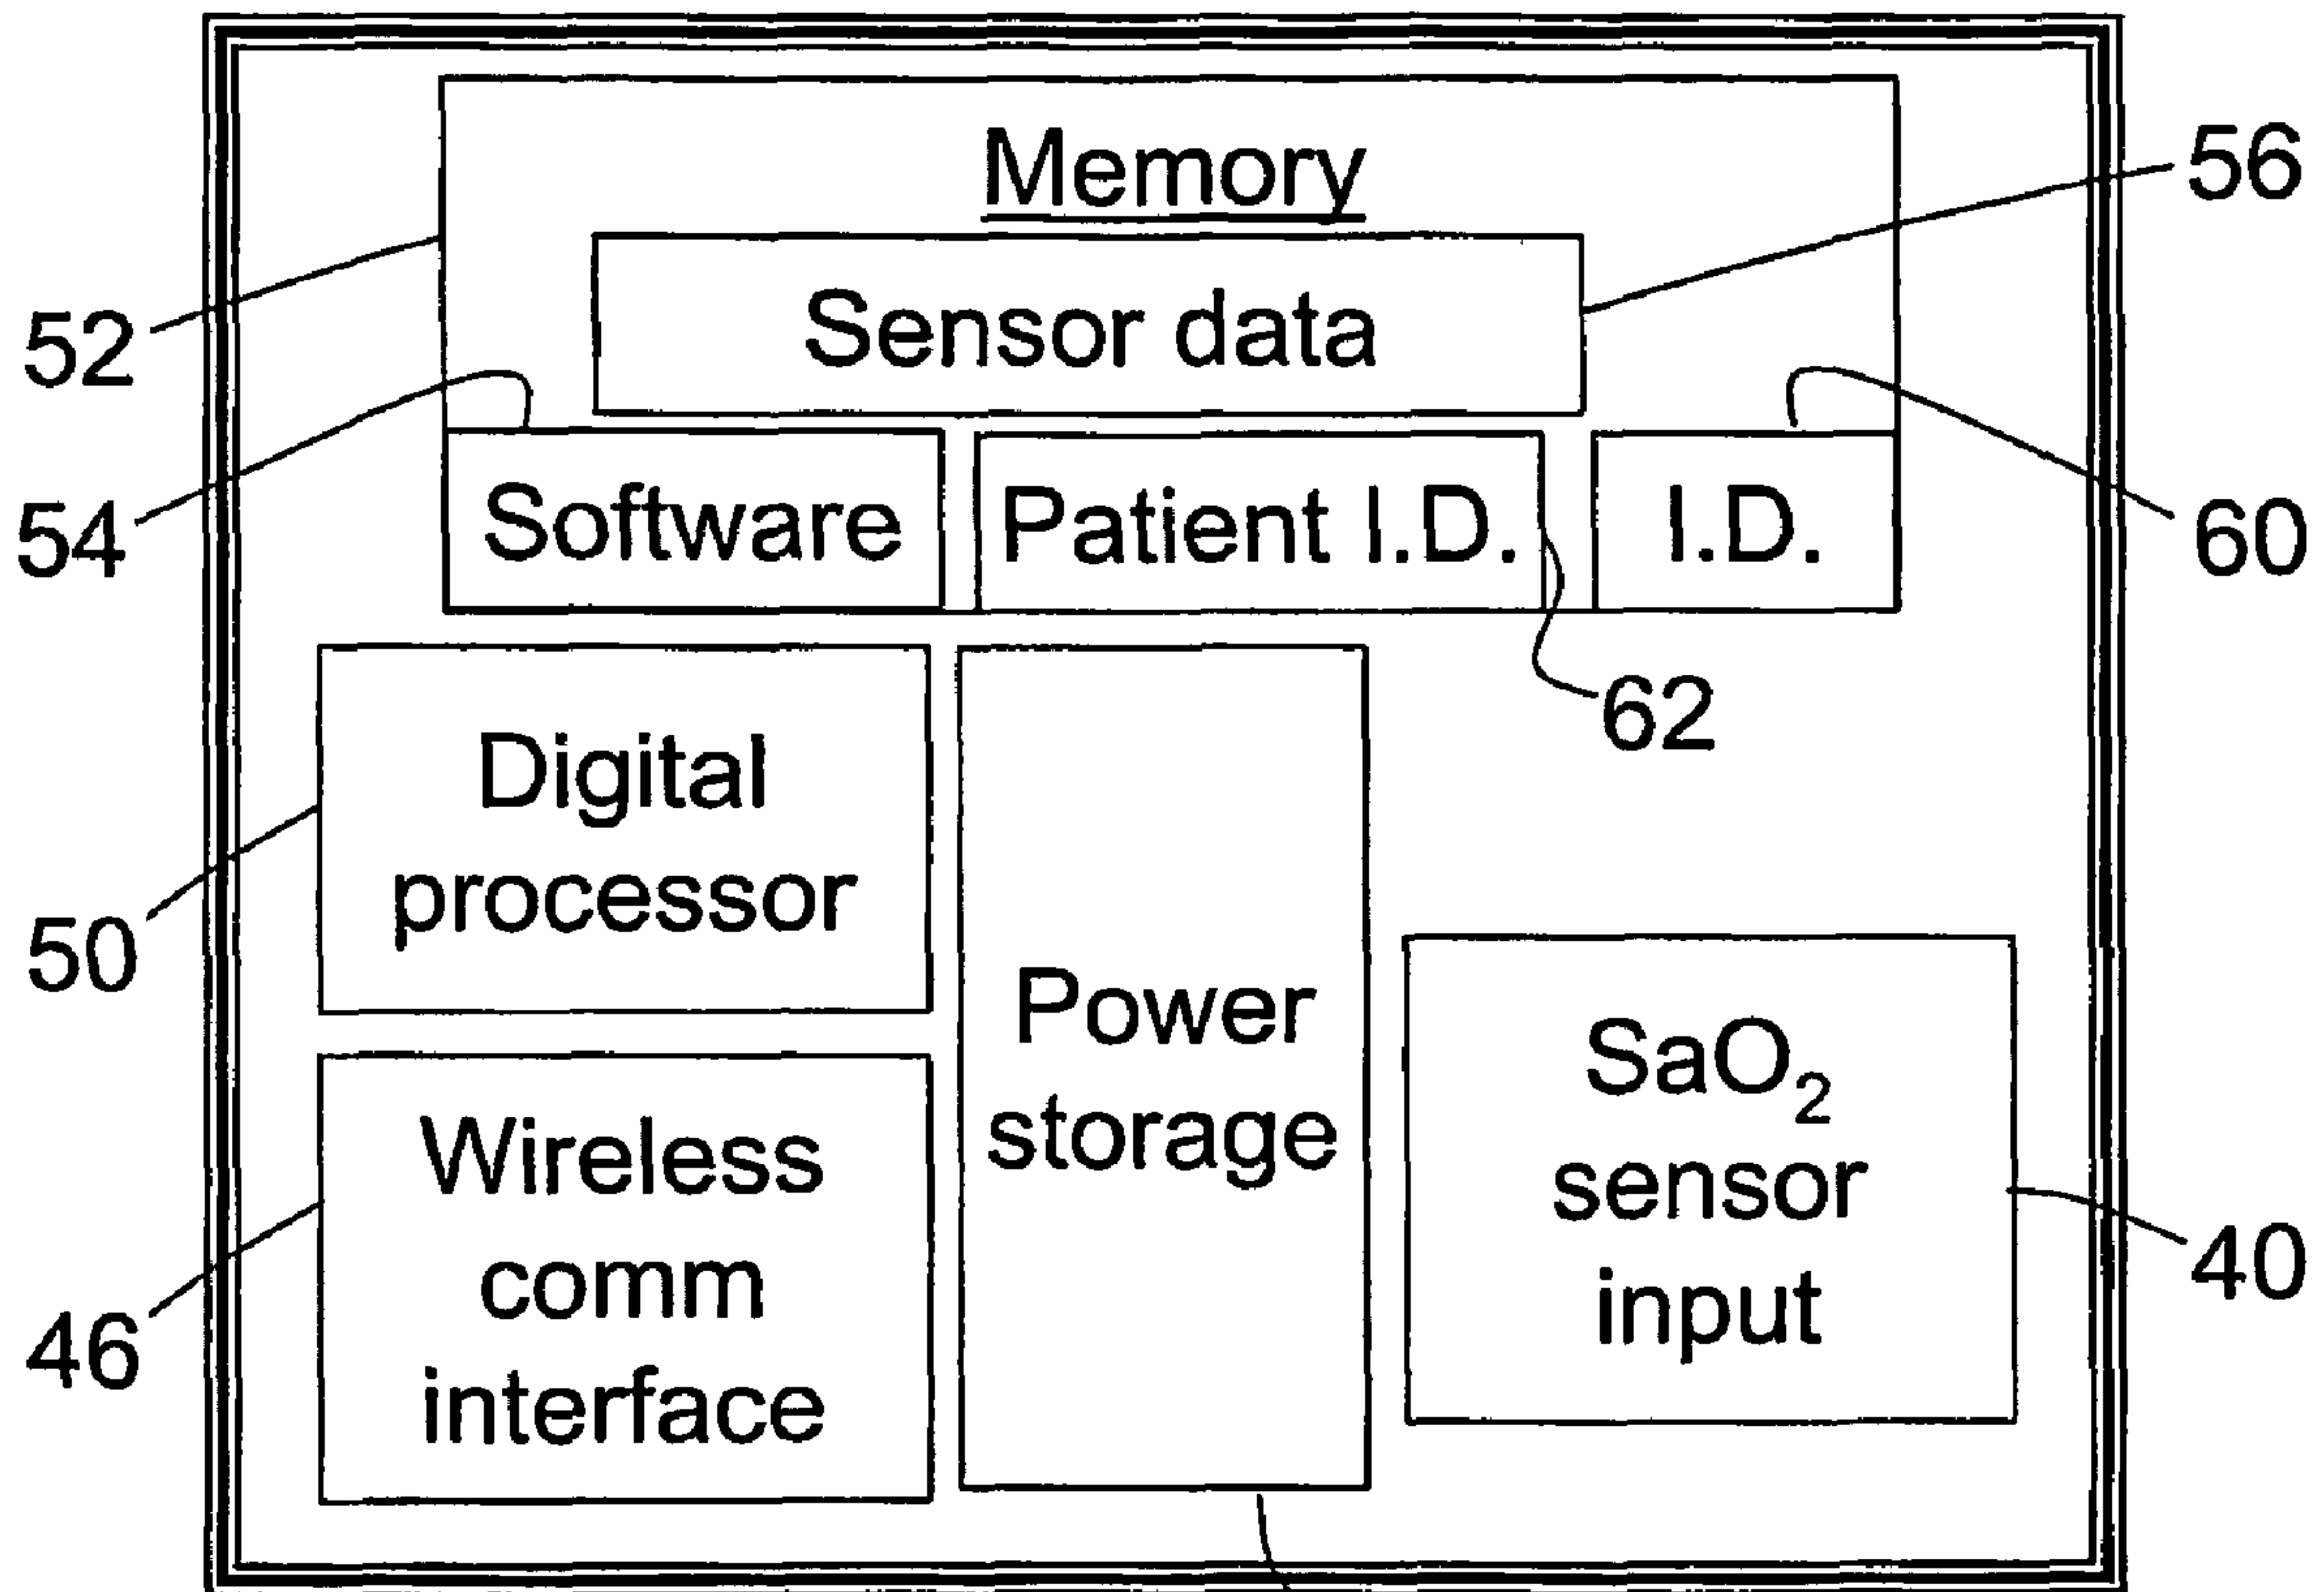 Memory
56
Sensor data
52
54
Software
Patient I.D.
I.D.
60
62
Digital
processor
50
Power
storage
SaO₂
sensor
input
40
Wireless
comm
interface
46